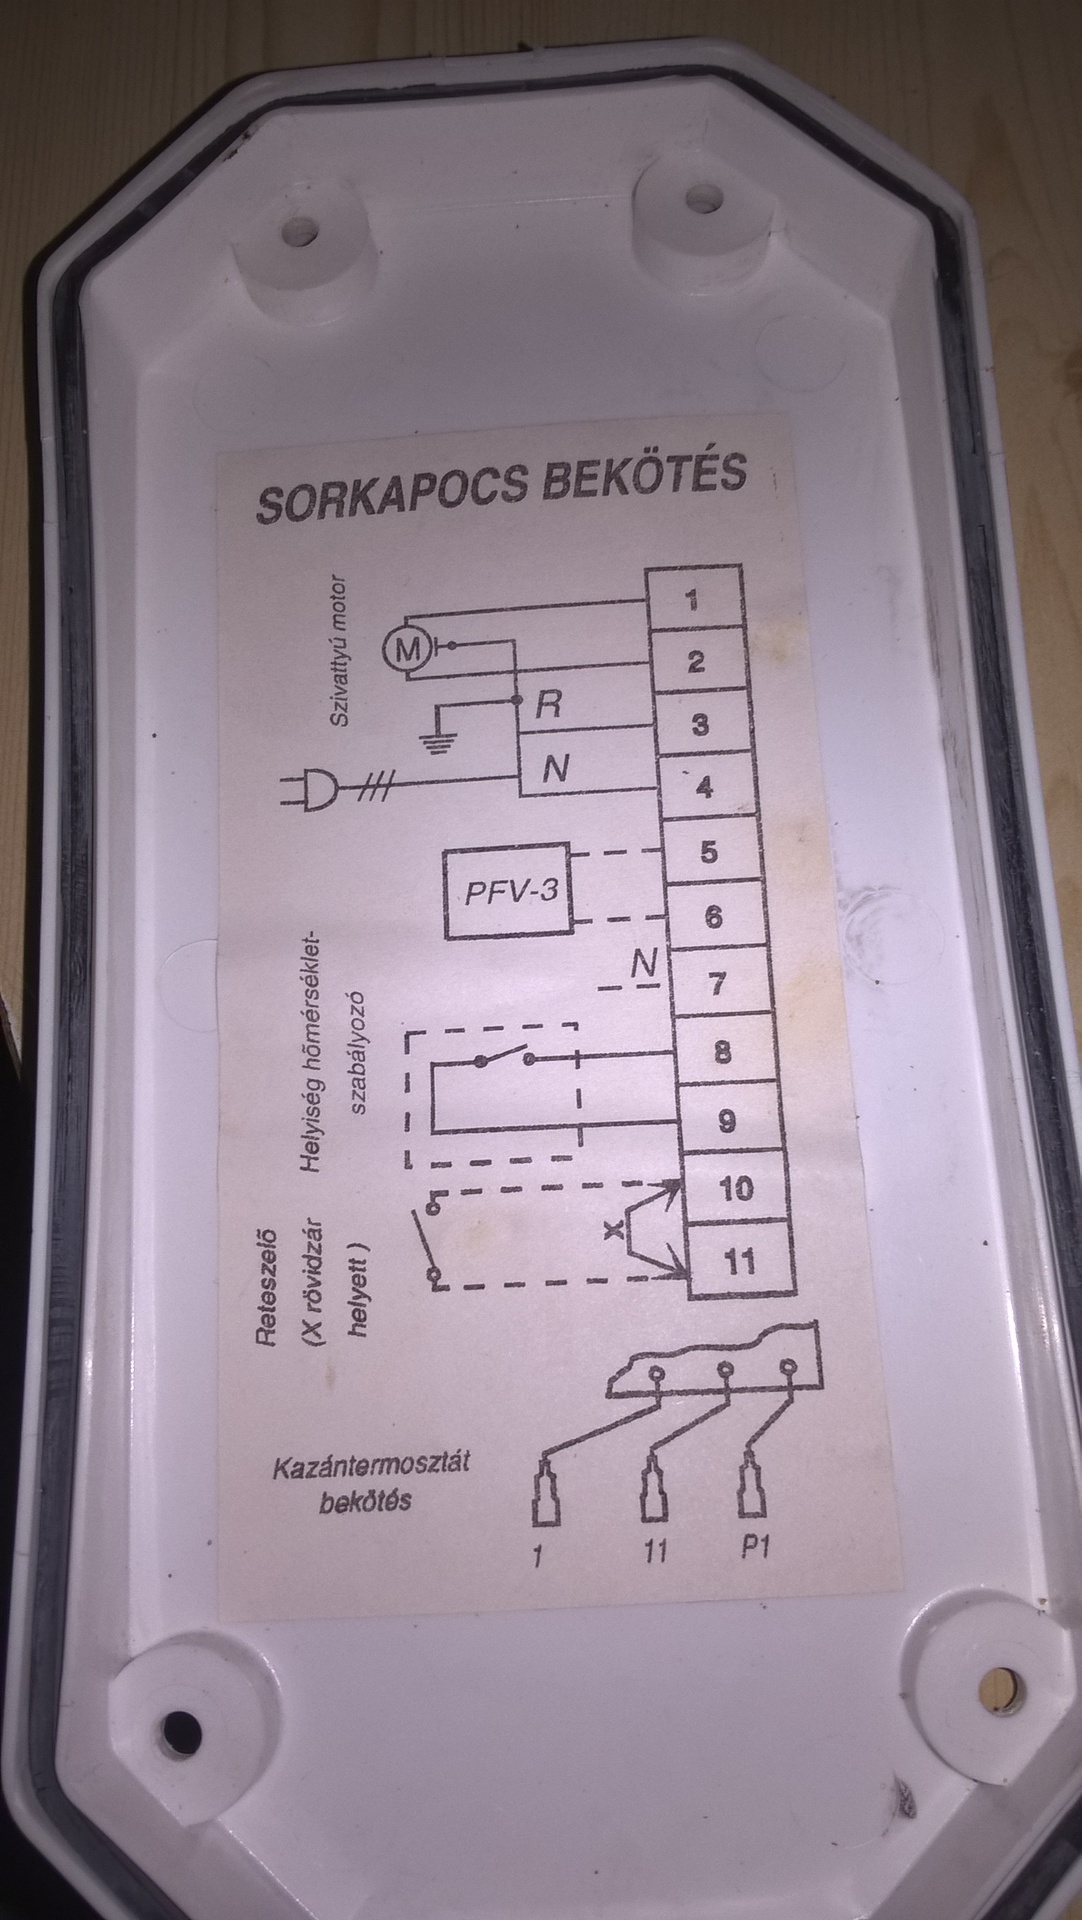 SORKAPOCS BEKÖTÉS
Szivattyú motor
M
R
N
1
2
3
4
PFV-3
5
6
N
7
Helyiség hőmérséklet-
szabályozó
8
9
Reteszelő
(X rövidzár
helyett )
X
10
11
Kazántermosztát
bekötés
1
11
P1